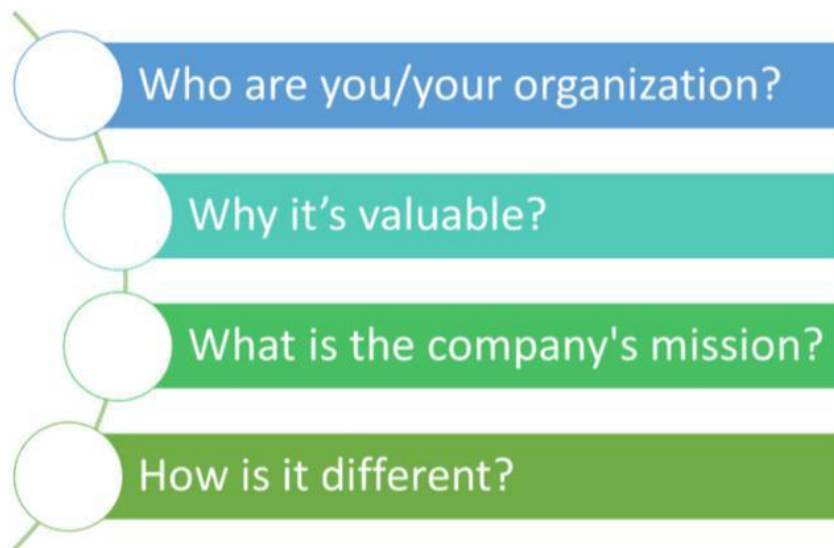 Who are you/your organization?
Why it’s valuable?
What is the company's mission?
How is it different?